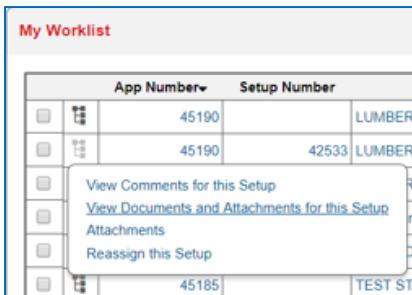 My Worklist
App Number Setup Number
45190 LUMBER
45190 42533 LUMBER
View Comments for this Setup
View Documents and Attachments for this Setup
Attachments
Reassign this Setup
45185 TEST ST